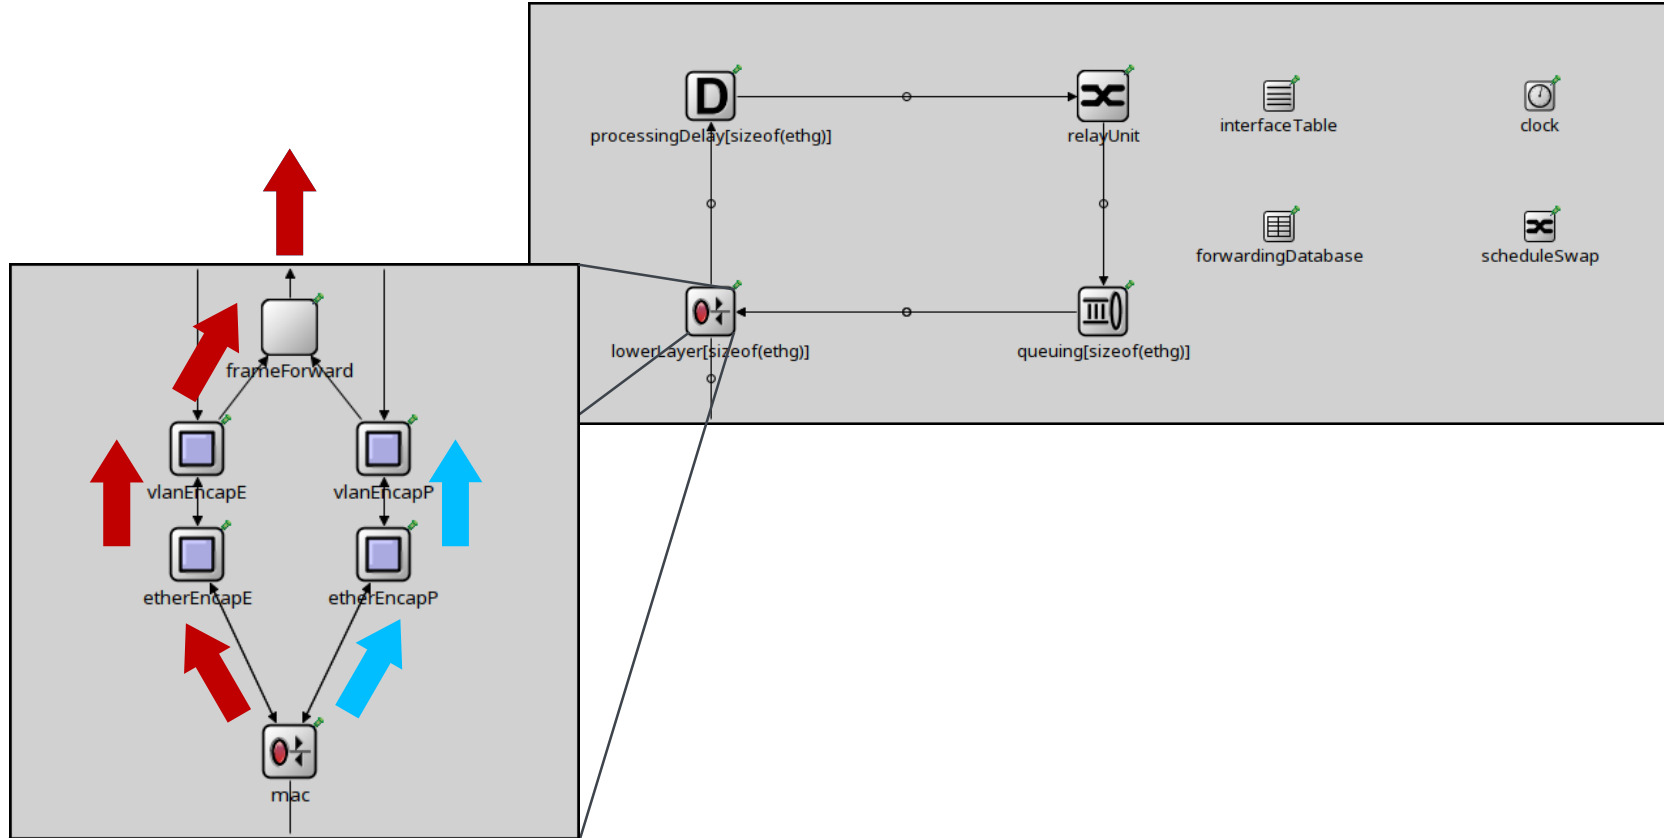 D
processingDelay[sizeof(ethg)]
relayUnit
interfaceTable
clock
forwardingDatabase
scheduleSwap
lowerLayer[sizeof(ethg)]
queuing[sizeof(ethg)]
frameForward
vlanEncapE
vlanEncapP
etherEncapE
etherEncapP
mac